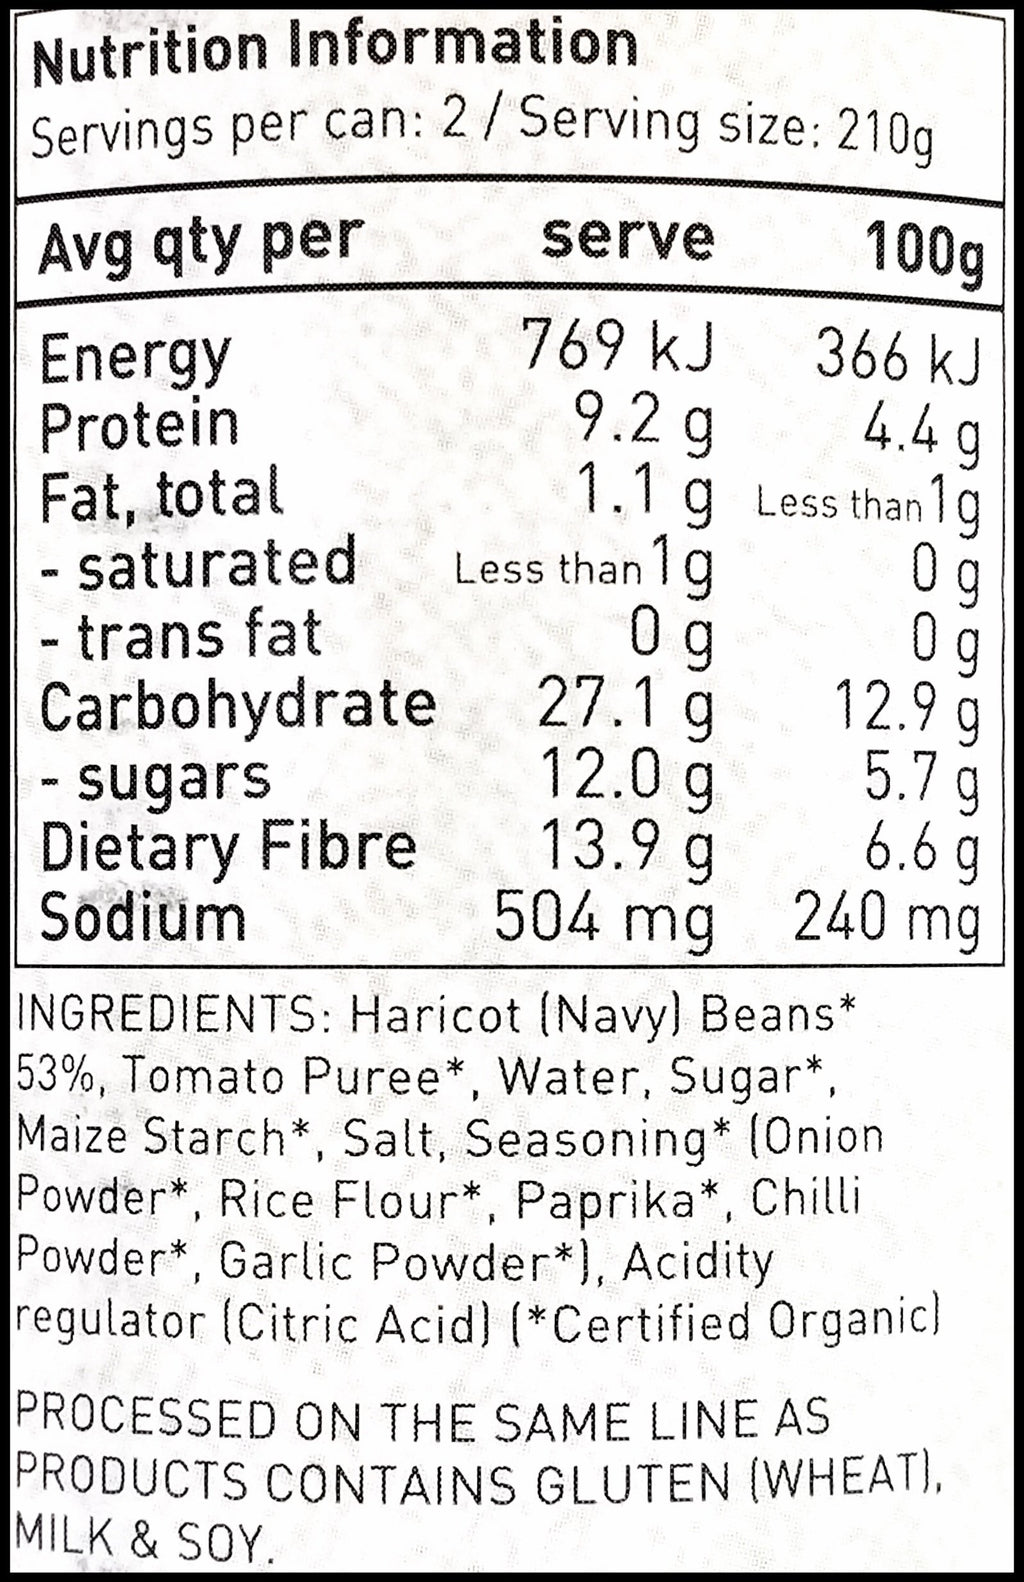 Nutrition Information
Servings per can: 2 / Serving size: 210g
Avg qty per serve 100g
Energy 769 kJ 366 kJ
Protein 9.2 g 4.4 g
Fat, total 1.1 g Less than 1g
- saturated Less than 1g 0 g
- trans fat 0 g 0 g
Carbohydrate 27.1 g 12.9 g
- sugars 12.0 g 5.7 g
Dietary Fibre 13.9 g 6.6 g
Sodium 504 mg 240 mg
INGREDIENTS: Haricot (Navy) Beans*
53%, Tomato Puree*, Water, Sugar*,
Maize Starch*, Salt, Seasoning* (Onion
Powder*, Rice Flour*, Paprika*, Chilli
Powder*, Garlic Powder*), Acidity
regulator (Citric Acid) (*Certified Organic)
PROCESSED ON THE SAME LINE AS
PRODUCTS CONTAINS GLUTEN (WHEAT),
MILK & SOY.